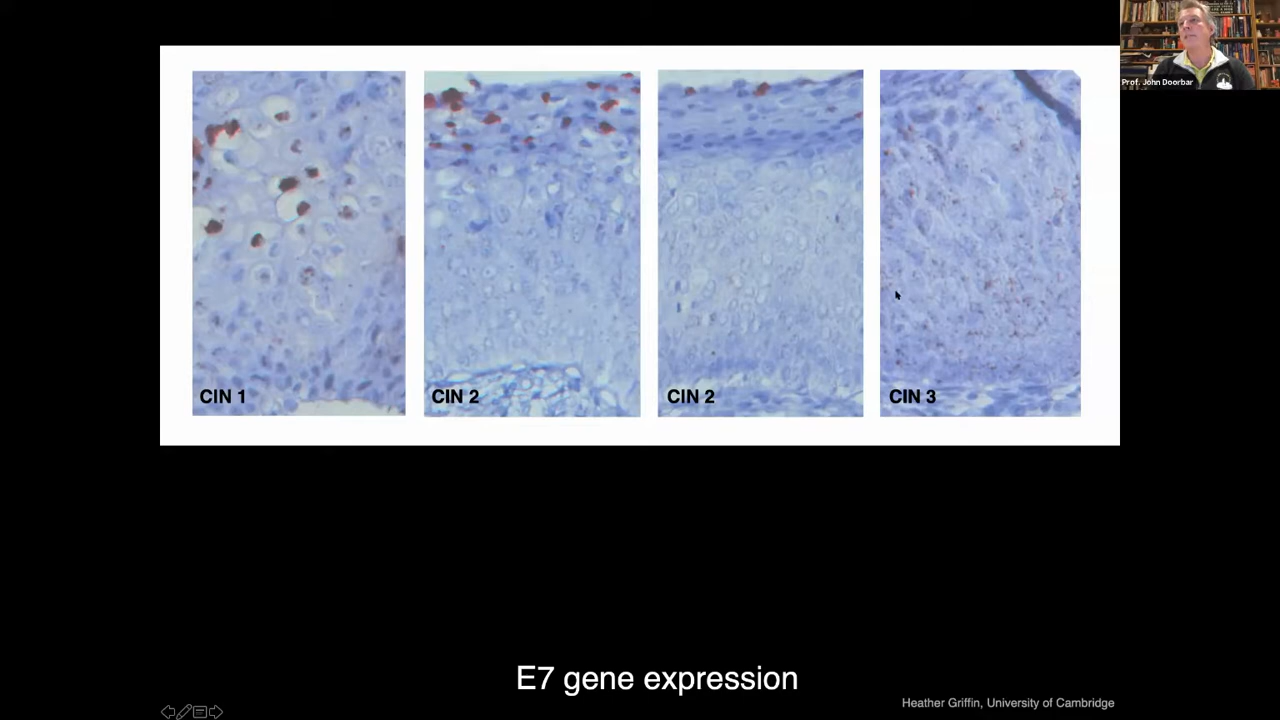 Prof. John Doorbar
CIN 1
CIN 2
CIN 2
CIN 3
E7 gene expression
Heather Griffin, University of Cambridge